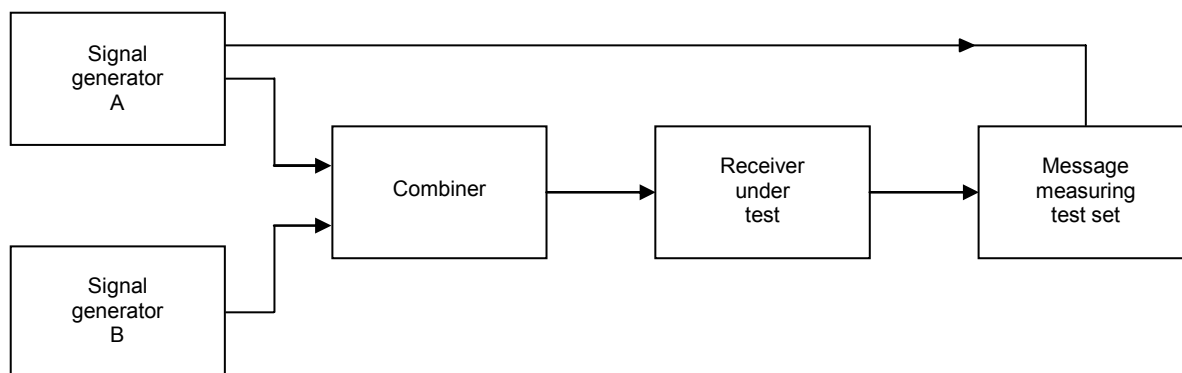 Signal
generator
A
Combiner
Receiver
under
test
Message
measuring
test set
Signal
generator
B